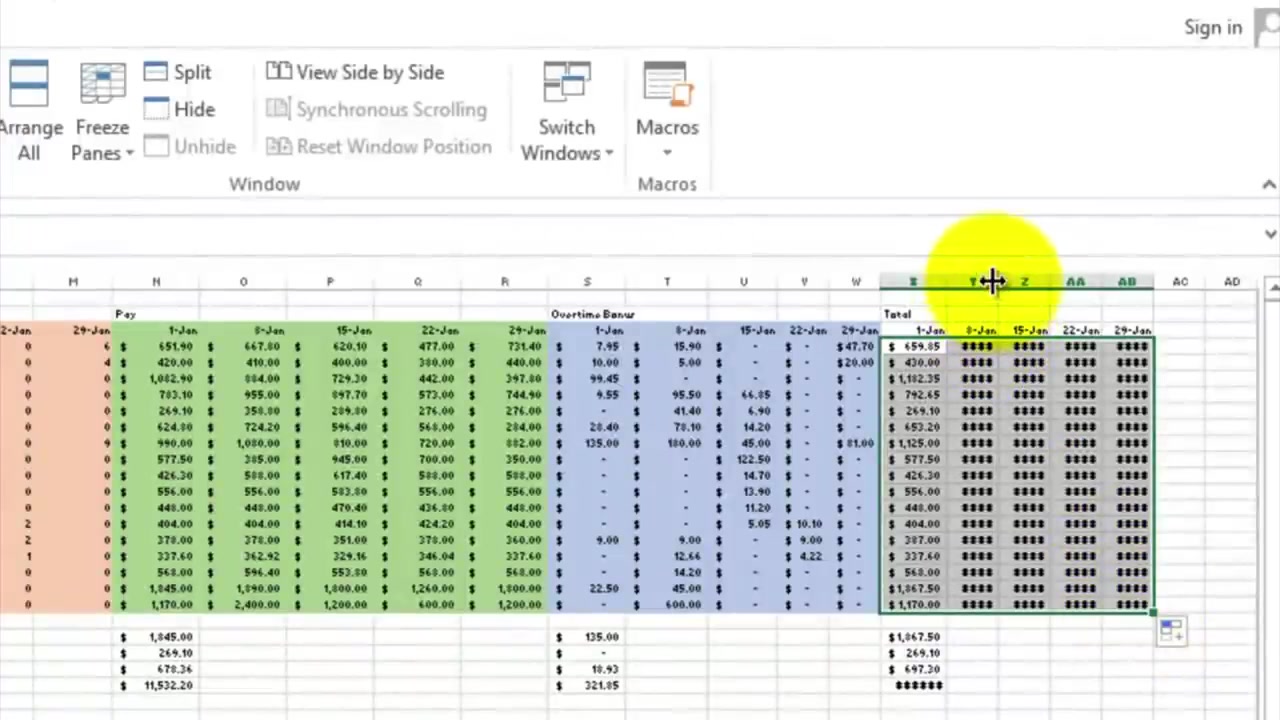 Sign in
Arrange All
Freeze Panes
Split
Hide
Unhide
View Side by Side
Synchronous Scrolling
Reset Window Position
Switch Windows
Macros
Window
Macros
M N O P Q R S T U V W X Y Z AA AB AC AD
Pay Overtime Bonus Total
2-Jan 29-Jan 1-Jan 8-Jan 15-Jan 22-Jan 29-Jan 1-Jan 8-Jan 15-Jan 22-Jan 29-Jan 1-Jan 8-Jan 15-Jan 22-Jan 29-Jan
0 6 $ 651.90 $ 667.80 $ 620.10 $ 477.00 $ 731.40 $ 7.95 $ 15.90 $ - $ - $47.70 $ 659.85 #### #### #### ####
0 4 $ 420.00 $ 410.00 $ 400.00 $ 380.00 $ 440.00 $ 10.00 $ 5.00 $ - $ - $20.00 $ 430.00 #### #### #### ####
0 0 $ 1,082.90 $ 884.00 $ 729.30 $ 442.00 $ 397.80 $ 99.45 $ - $ - $ - $ - $1,182.35 #### #### #### ####
0 0 $ 783.10 $ 955.00 $ 897.70 $ 573.00 $ 744.90 $ 9.55 $ 95.50 $ 66.85 $ - $ - $ 792.65 #### #### #### ####
0 0 $ 269.10 $ 358.80 $ 289.80 $ 276.00 $ 276.00 $ - $ 41.40 $ 6.90 $ - $ - $ 269.10 #### #### #### ####
0 0 $ 624.80 $ 724.20 $ 596.40 $ 568.00 $ 284.00 $ 28.40 $ 78.10 $ 14.20 $ - $ - $ 653.20 #### #### #### ####
0 9 $ 990.00 $ 1,080.00 $ 810.00 $ 720.00 $ 882.00 $ 135.00 $ 180.00 $ 45.00 $ - $ 81.00 $1,125.00 #### #### #### ####
0 0 $ 577.50 $ 385.00 $ 945.00 $ 700.00 $ 350.00 $ - $ - $ 122.50 $ - $ - $ 577.50 #### #### #### ####
0 0 $ 426.30 $ 588.00 $ 617.40 $ 588.00 $ 588.00 $ - $ - $ 14.70 $ - $ - $ 426.30 #### #### #### ####
0 0 $ 556.00 $ 556.00 $ 583.80 $ 556.00 $ 556.00 $ - $ - $ 13.90 $ - $ - $ 556.00 #### #### #### ####
0 0 $ 448.00 $ 448.00 $ 470.40 $ 436.80 $ 448.00 $ - $ - $ 11.20 $ - $ - $ 448.00 #### #### #### ####
2 0 $ 404.00 $ 404.00 $ 414.10 $ 424.20 $ 404.00 $ - $ - $ 5.05 $ 10.10 $ - $ 404.00 #### #### #### ####
2 0 $ 378.00 $ 378.00 $ 351.00 $ 378.00 $ 360.00 $ 9.00 $ 9.00 $ - $ 9.00 $ - $ 387.00 #### #### #### ####
1 0 $ 337.60 $ 362.92 $ 329.16 $ 346.04 $ 337.60 $ - $ 12.66 $ - $ 4.22 $ - $ 337.60 #### #### #### ####
0 0 $ 568.00 $ 596.40 $ 553.80 $ 568.00 $ 568.00 $ - $ 14.20 $ - $ - $ - $ 568.00 #### #### #### ####
0 0 $ 1,845.00 $ 1,890.00 $ 1,800.00 $ 1,260.00 $ 1,800.00 $ 22.50 $ 45.00 $ - $ - $ - $1,867.50 #### #### #### ####
0 0 $ 1,170.00 $ 2,400.00 $ 1,200.00 $ 600.00 $ 1,200.00 $ - $ 600.00 $ - $ - $ - $ 1,170.00 #### #### #### ####
$ 1,845.00 $ 135.00 $1,867.50
$ 269.10 $ - $ 269.10
$ 678.36 $ 18.93 $ 697.30
$ 11,532.20 $ 321.85 ######